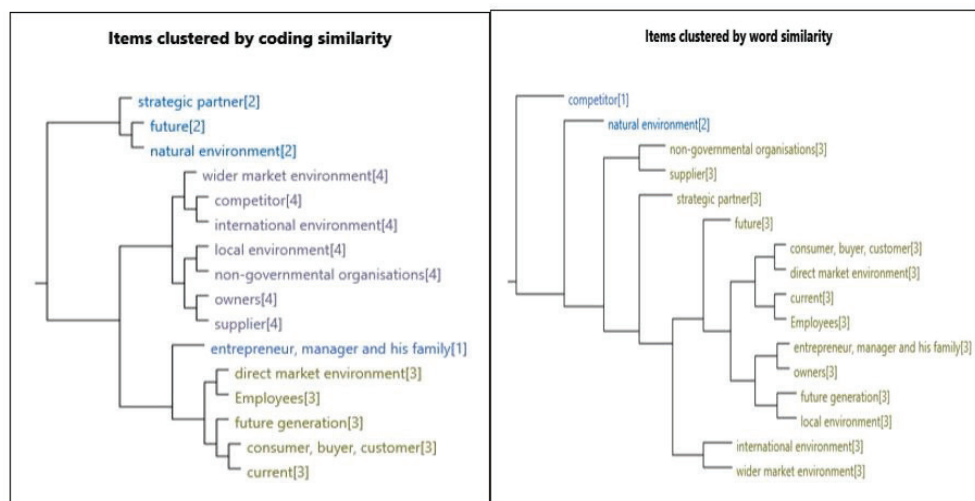 Items clustered by coding similarity
strategic partner[2]
future[2]
natural environment[2]
wider market environment[4]
competitor[4]
international environment[4]
local environment[4]
non-governmental organisations[4]
owners[4]
supplier[4]
entrepreneur, manager and his family[1]
direct market environment[3]
Employees[3]
future generation[3]
consumer, buyer, customer[3]
current[3]
Items clustered by word similarity
competitor[1]
natural environment[2]
non-governmental organisations[3]
supplier[3]
strategic partner[3]
future[3]
consumer, buyer, customer[3]
direct market environment[3]
current[3]
Employees[3]
entrepreneur, manager and his family[3]
owners[3]
future generation[3]
local environment[3]
international environment[3]
wider market environment[3]